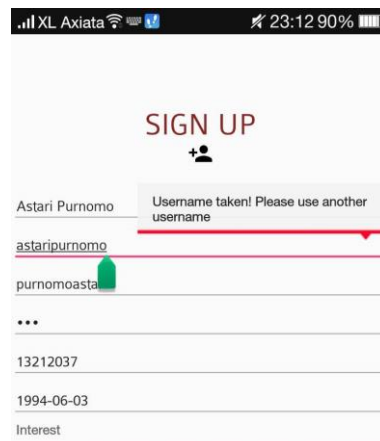 XL Axiata 23:12 90%
SIGN UP
Astari Purnomo
Username taken! Please use another
username
astaripurnomo
purnomoasta
•••
13212037
1994-06-03
Interest